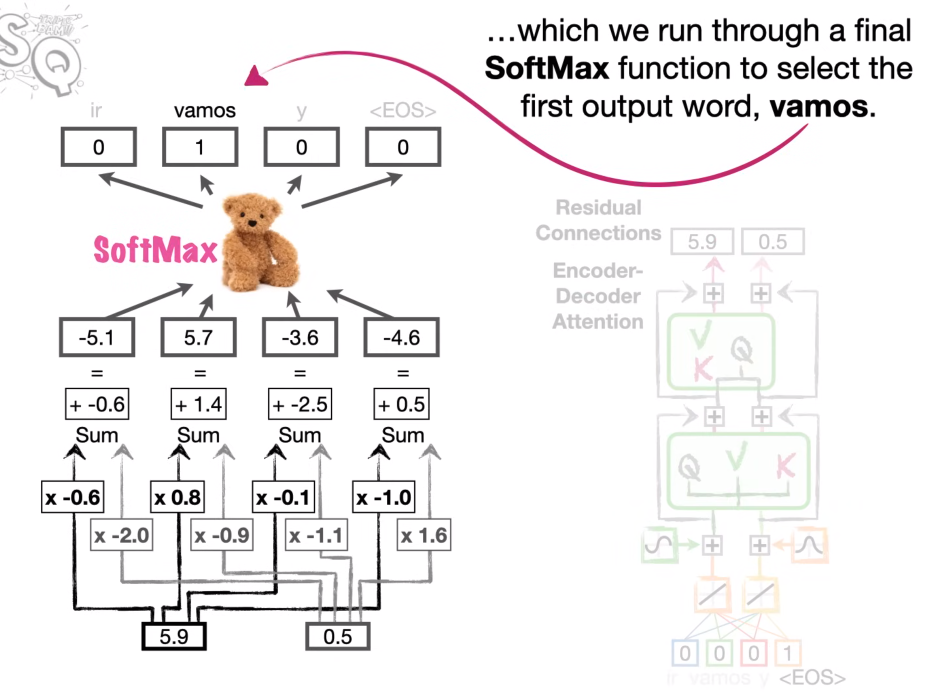 SQ
TRIPLE
BAM!!!
...which we run through a final
SoftMax function to select the
first output word, vamos.
ir vamos y <EOS>
0 1 0 0
SoftMax
-5.1 5.7 -3.6 -4.6
= = = =
+ -0.6 + 1.4 + -2.5 + 0.5
Sum Sum Sum Sum
x -0.6 x 0.8 x -0.1 x -1.0
x -2.0 x -0.9 x -1.1 x 1.6
5.9 0.5
Residual
Connections
5.9 0.5
+ +
Encoder-
Decoder
Attention
V
K Q
+ +
Q V K
+ +
0 0 0 1
ir vamos y <EOS>